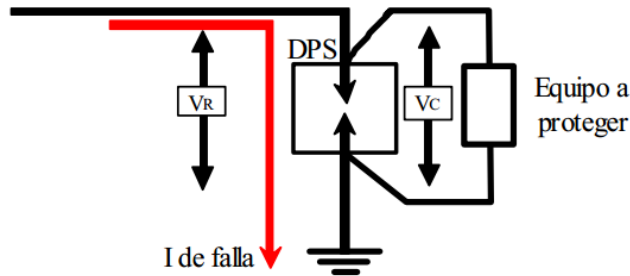 DPS
VR
VC
Equipo a
proteger
I de falla